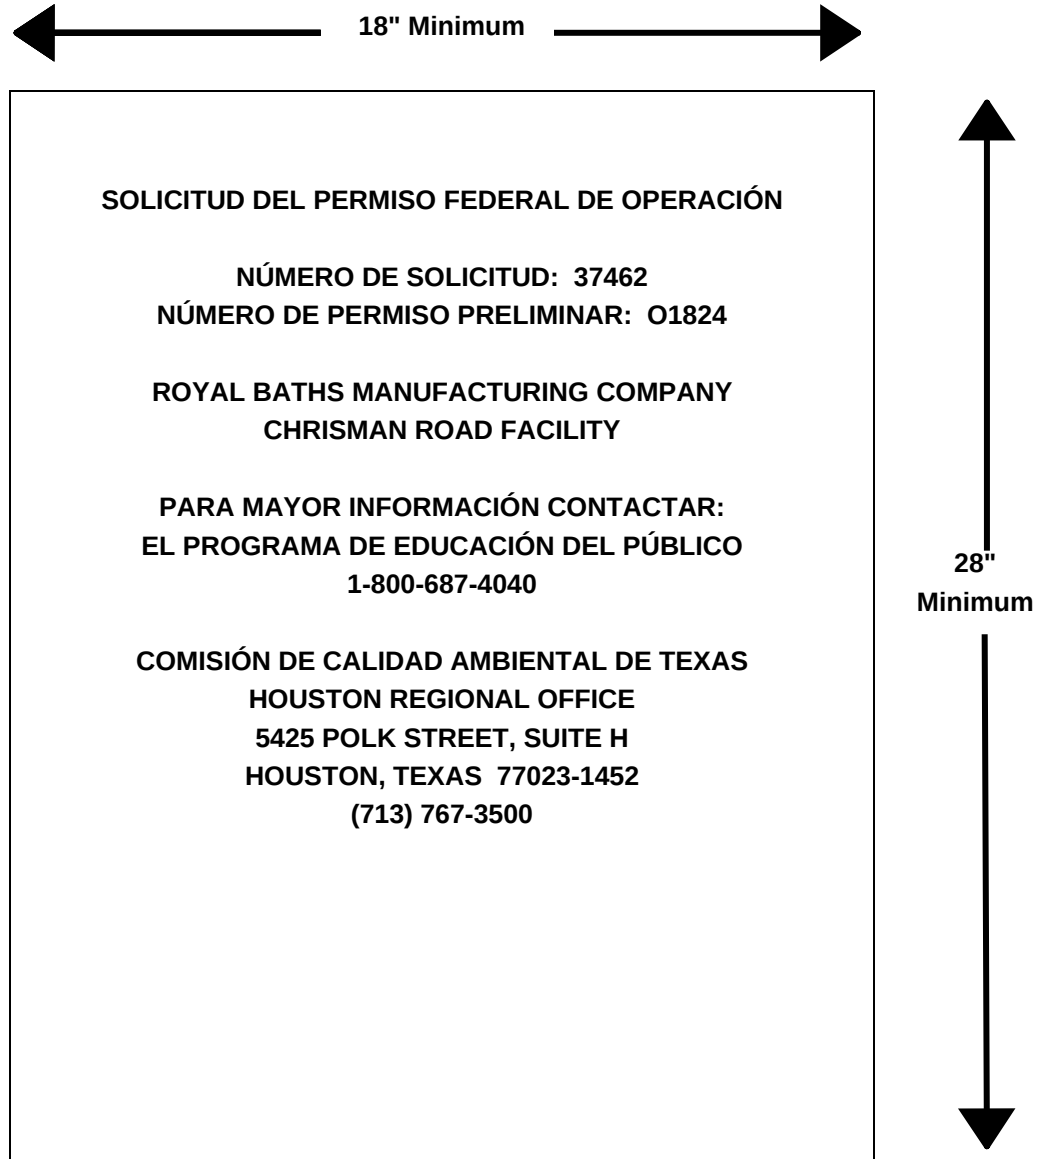 18" Minimum
SOLICITUD DEL PERMISO FEDERAL DE OPERACIÓN
NÚMERO DE SOLICITUD:  37462
NÚMERO DE PERMISO PRELIMINAR:  O1824
ROYAL BATHS MANUFACTURING COMPANY
CHRISMAN ROAD FACILITY
PARA MAYOR INFORMACIÓN CONTACTAR:
EL PROGRAMA DE EDUCACIÓN DEL PÚBLICO
1-800-687-4040
COMISIÓN DE CALIDAD AMBIENTAL DE TEXAS
HOUSTON REGIONAL OFFICE
5425 POLK STREET, SUITE H
HOUSTON, TEXAS  77023-1452
(713) 767-3500
28"
Minimum